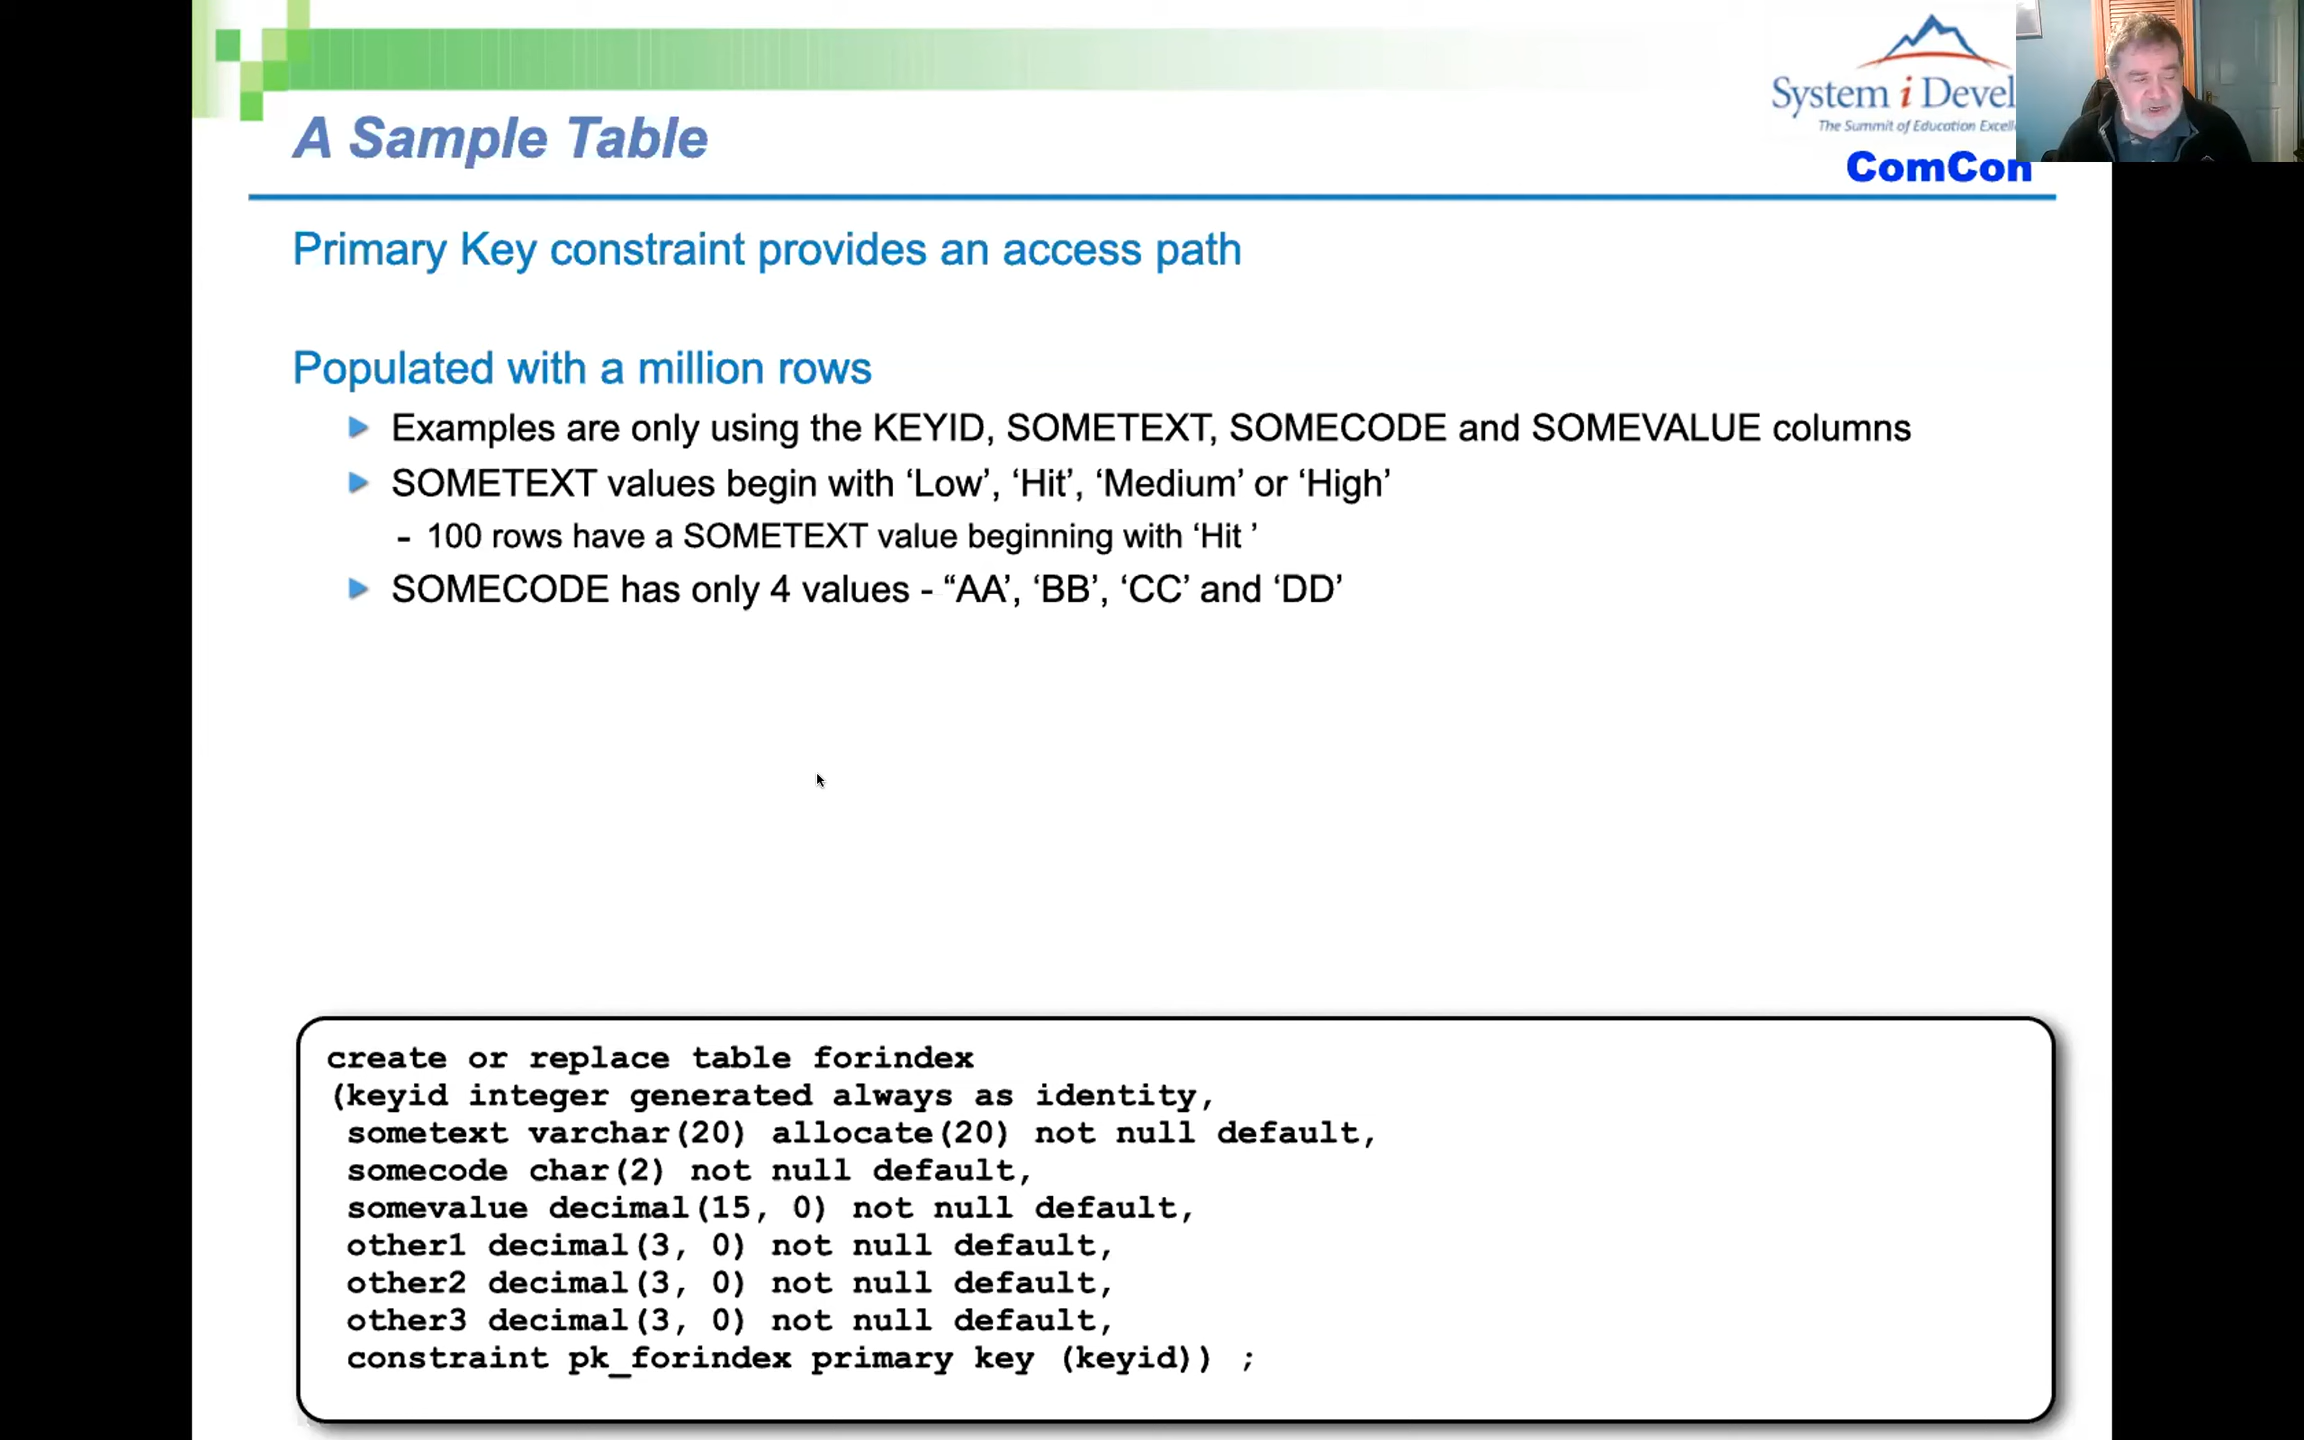 System i Devel
The Summit of Education Excell
ComCon
A Sample Table
Primary Key constraint provides an access path
Populated with a million rows
Examples are only using the KEYID, SOMETEXT, SOMECODE and SOMEVALUE columns
SOMETEXT values begin with ‘Low’, ‘Hit’, ‘Medium’ or ‘High’
- 100 rows have a SOMETEXT value beginning with ‘Hit ’
SOMECODE has only 4 values - “AA’, ‘BB’, ‘CC’ and ‘DD’
create or replace table forindex
(keyid integer generated always as identity,
sometext varchar(20) allocate(20) not null default,
somecode char(2) not null default,
somevalue decimal(15, 0) not null default,
other1 decimal(3, 0) not null default,
other2 decimal(3, 0) not null default,
other3 decimal(3, 0) not null default,
constraint pk_forindex primary key (keyid)) ;